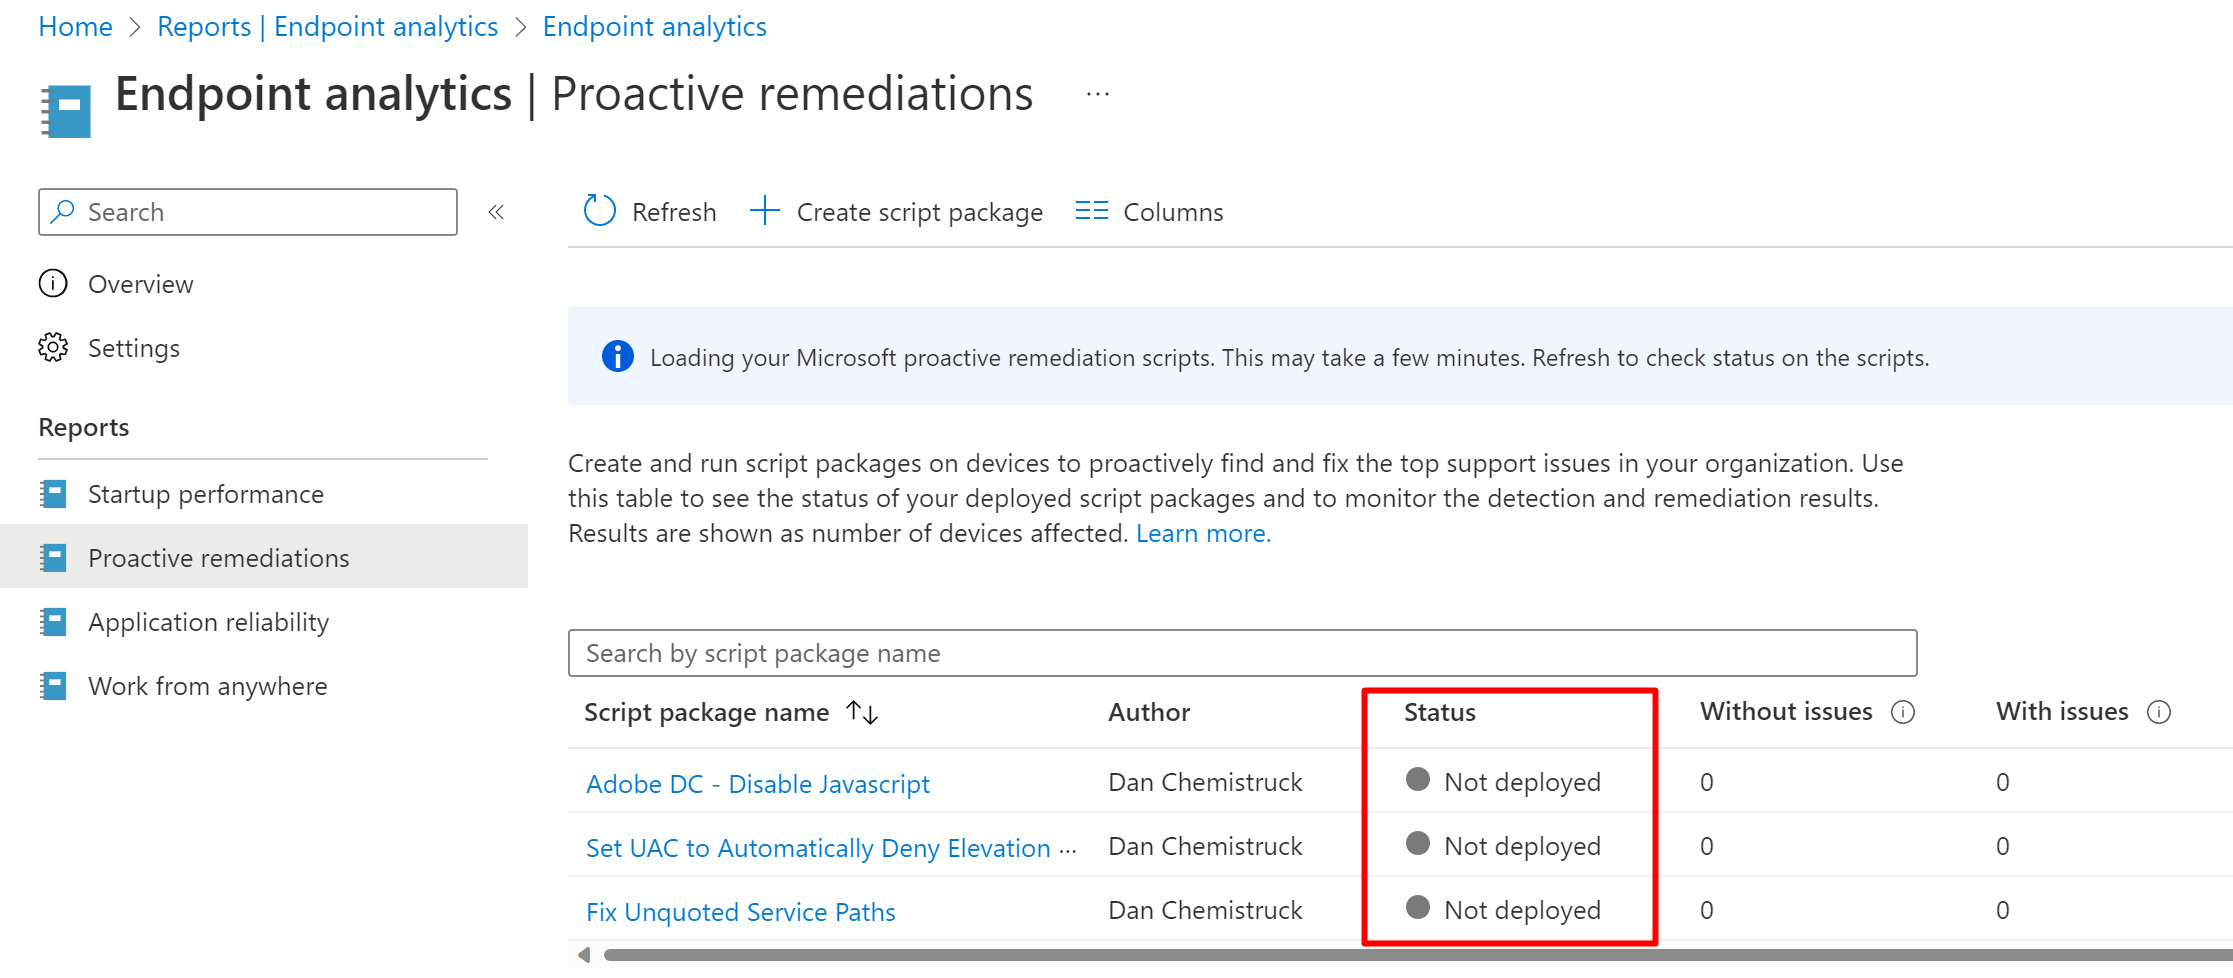 Home > Reports | Endpoint analytics > Endpoint analytics
Endpoint analytics | Proactive remediations ...
Search «
Refresh + Create script package Columns
Overview
Settings
Loading your Microsoft proactive remediation scripts. This may take a few minutes. Refresh to check status on the scripts.
Reports
Startup performance
Proactive remediations
Application reliability
Work from anywhere
Create and run script packages on devices to proactively find and fix the top support issues in your organization. Use
this table to see the status of your deployed script packages and to monitor the detection and remediation results.
Results are shown as number of devices affected. Learn more.
Search by script package name
Script package name ↑↓ Author Status Without issues With issues
Adobe DC - Disable Javascript Dan Chemistruck Not deployed 0 0
Set UAC to Automatically Deny Elevation ... Dan Chemistruck Not deployed 0 0
Fix Unquoted Service Paths Dan Chemistruck Not deployed 0 0